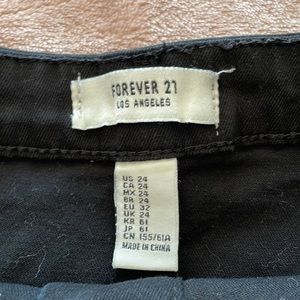 FOREVER 21
LOS ANGELES
US 24
CA 24
MX 24
BR 24
EU 32
UK 24
KR 61
JP 61
CN 155/61A
MADE IN CHINA